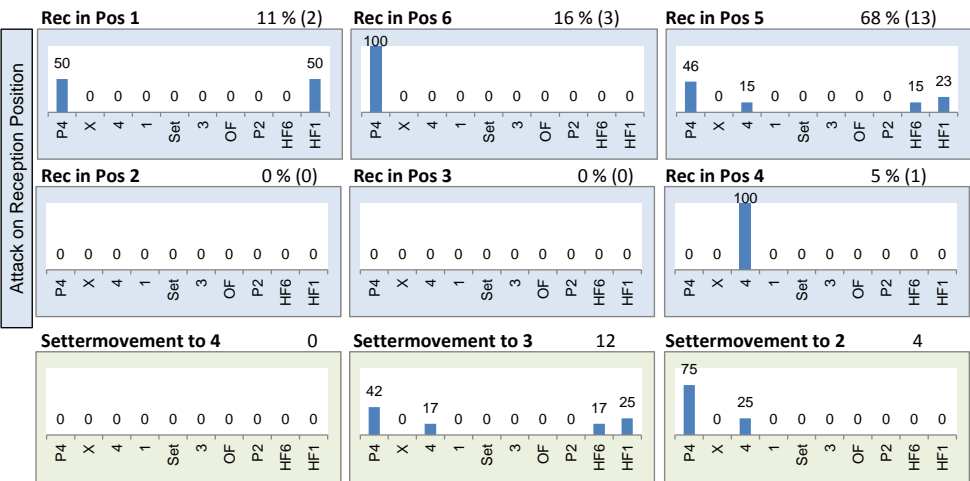 Attack on Reception Position
Rec in Pos 1 11 % (2)
50 0 0 0 0 0 0 0 0 50
P4 X 4 1 Set 3 OF P2 HF6 HF1
Rec in Pos 6 16 % (3)
100 0 0 0 0 0 0 0 0 0
P4 X 4 1 Set 3 OF P2 HF6 HF1
Rec in Pos 5 68 % (13)
46 0 15 0 0 0 0 0 15 23
P4 X 4 1 Set 3 OF P2 HF6 HF1
Rec in Pos 2 0 % (0)
0 0 0 0 0 0 0 0 0 0
P4 X 4 1 Set 3 OF P2 HF6 HF1
Rec in Pos 3 0 % (0)
0 0 0 0 0 0 0 0 0 0
P4 X 4 1 Set 3 OF P2 HF6 HF1
Rec in Pos 4 5 % (1)
0 0 100 0 0 0 0 0 0 0
P4 X 4 1 Set 3 OF P2 HF6 HF1
Settermovement to 4 0
0 0 0 0 0 0 0 0 0 0
P4 X 4 1 Set 3 OF P2 HF6 HF1
Settermovement to 3 12
42 0 17 0 0 0 0 0 17 25
P4 X 4 1 Set 3 OF P2 HF6 HF1
Settermovement to 2 4
75 0 25 0 0 0 0 0 0 0
P4 X 4 1 Set 3 OF P2 HF6 HF1